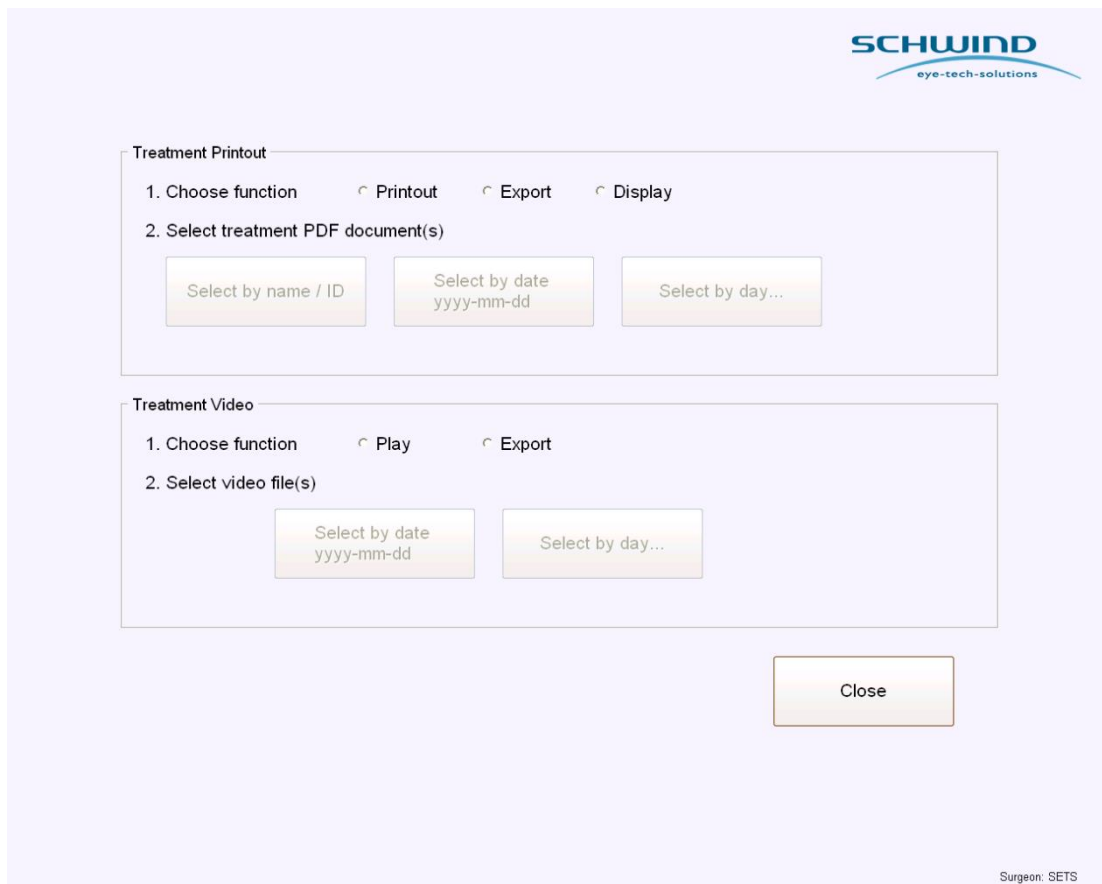 SCHWIND
eye-tech-solutions
Treatment Printout
1. Choose function Printout Export Display
2. Select treatment PDF document(s)
Select by name / ID
Select by date
yyyy-mm-dd
Select by day...
Treatment Video
1. Choose function Play Export
2. Select video file(s)
Select by date
yyyy-mm-dd
Select by day...
Close
Surgeon: SETS